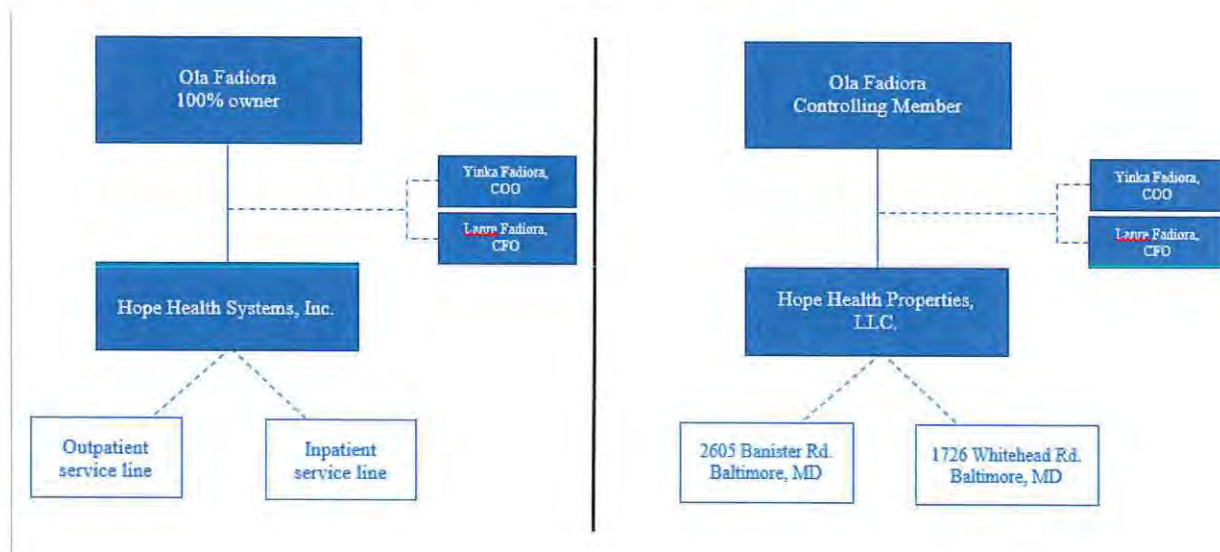 Ola Fadiora
100% owner
Yinka Fadiora,
COO
Lanre Fadiora,
CFO
Hope Health Systems, Inc.
Outpatient
service line
Inpatient
service line
Ola Fadiora
Controlling Member
Yinka Fadiora,
COO
Lanre Fadiora,
CFO
Hope Health Properties,
LLC.
2605 Banister Rd.
Baltimore, MD
1726 Whitehead Rd.
Baltimore, MD